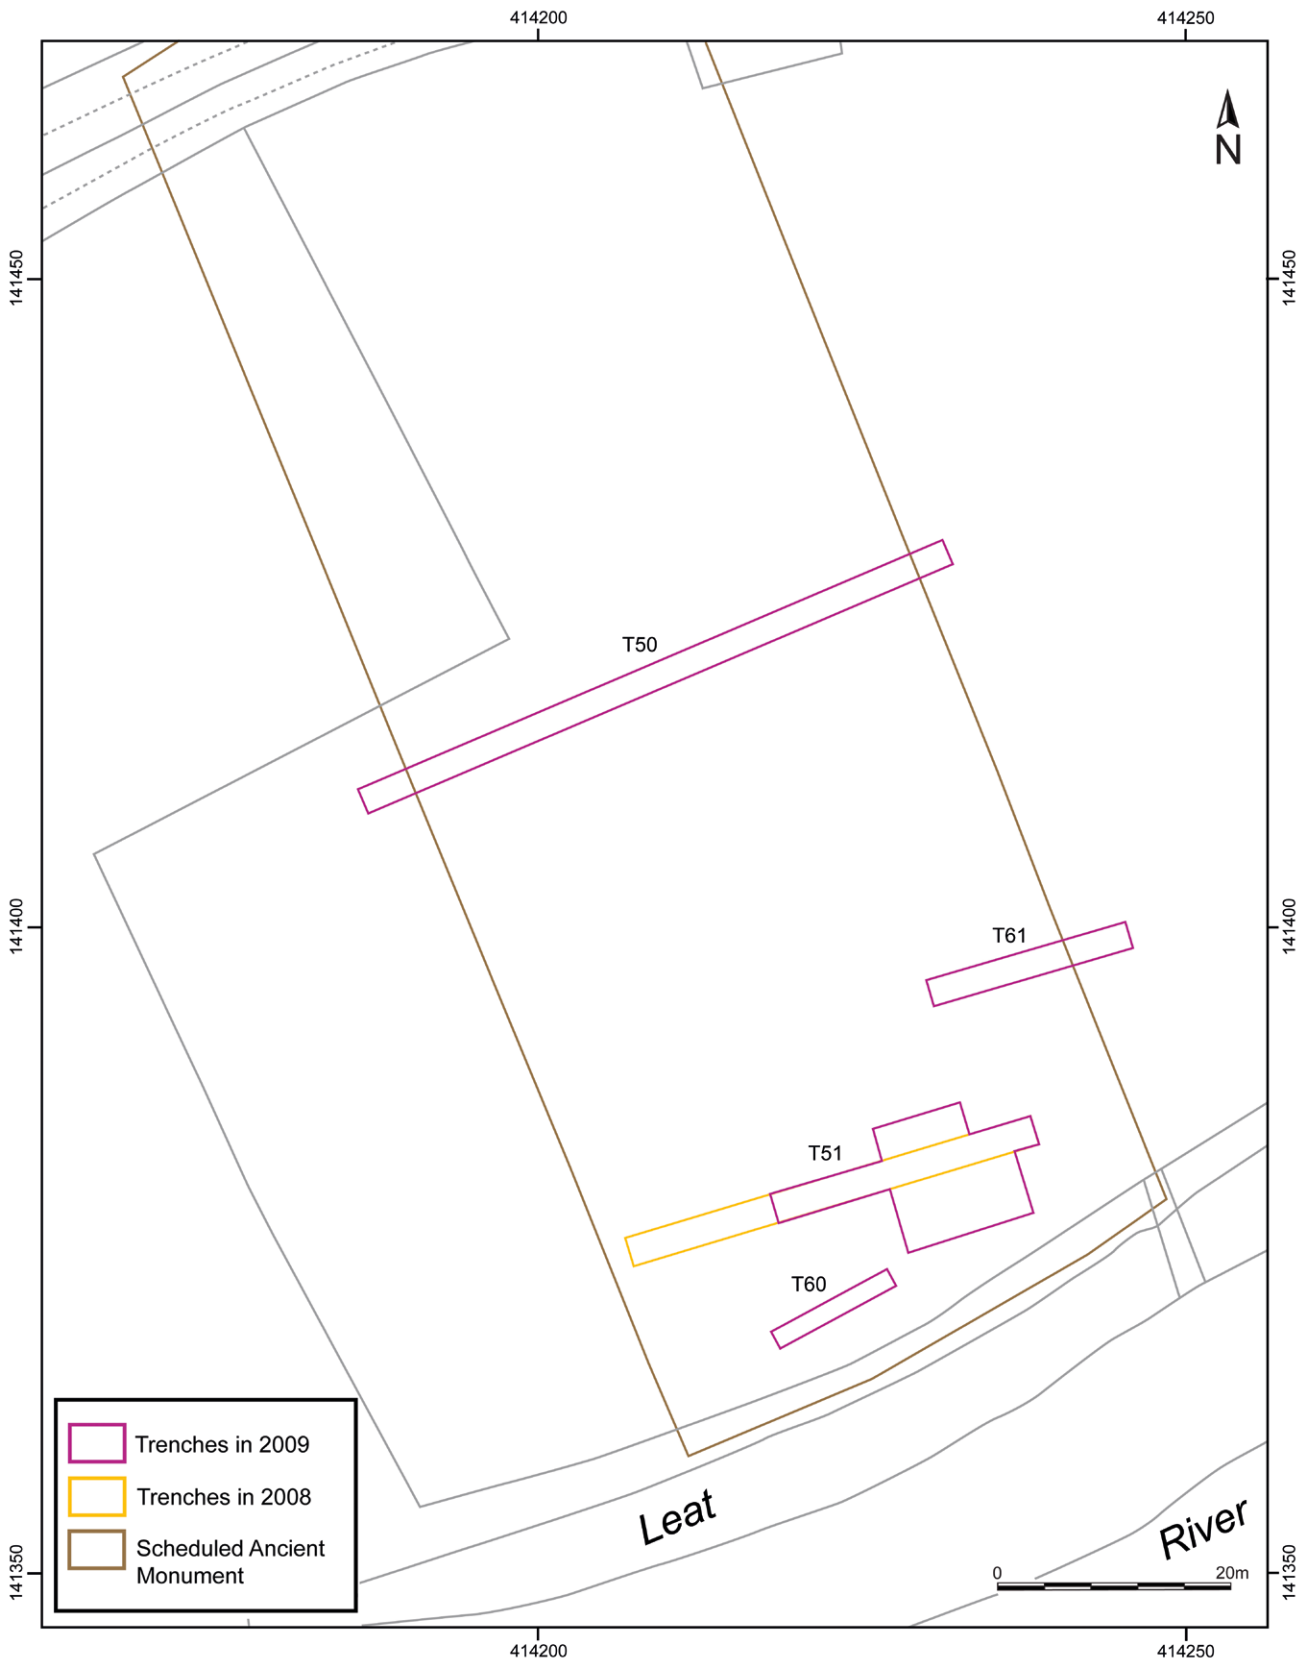 414200
414250
N
141450
141450
T50
141400
141400
T61
T51
T60
Trenches in 2009
Trenches in 2008
Scheduled Ancient
Monument
Leat
River
0
20m
141350
141350
414200
414250